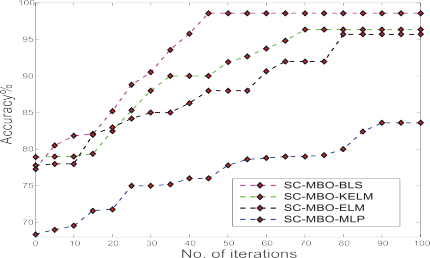 100
95
90
85
80
75
70
Accuracy%
SC-MBO-BLS
SC-MBO-KELM
SC-MBO-ELM
SC-MBO-MLP
0 10 20 30 40 50 60 70 80 90 100
No. of iterations